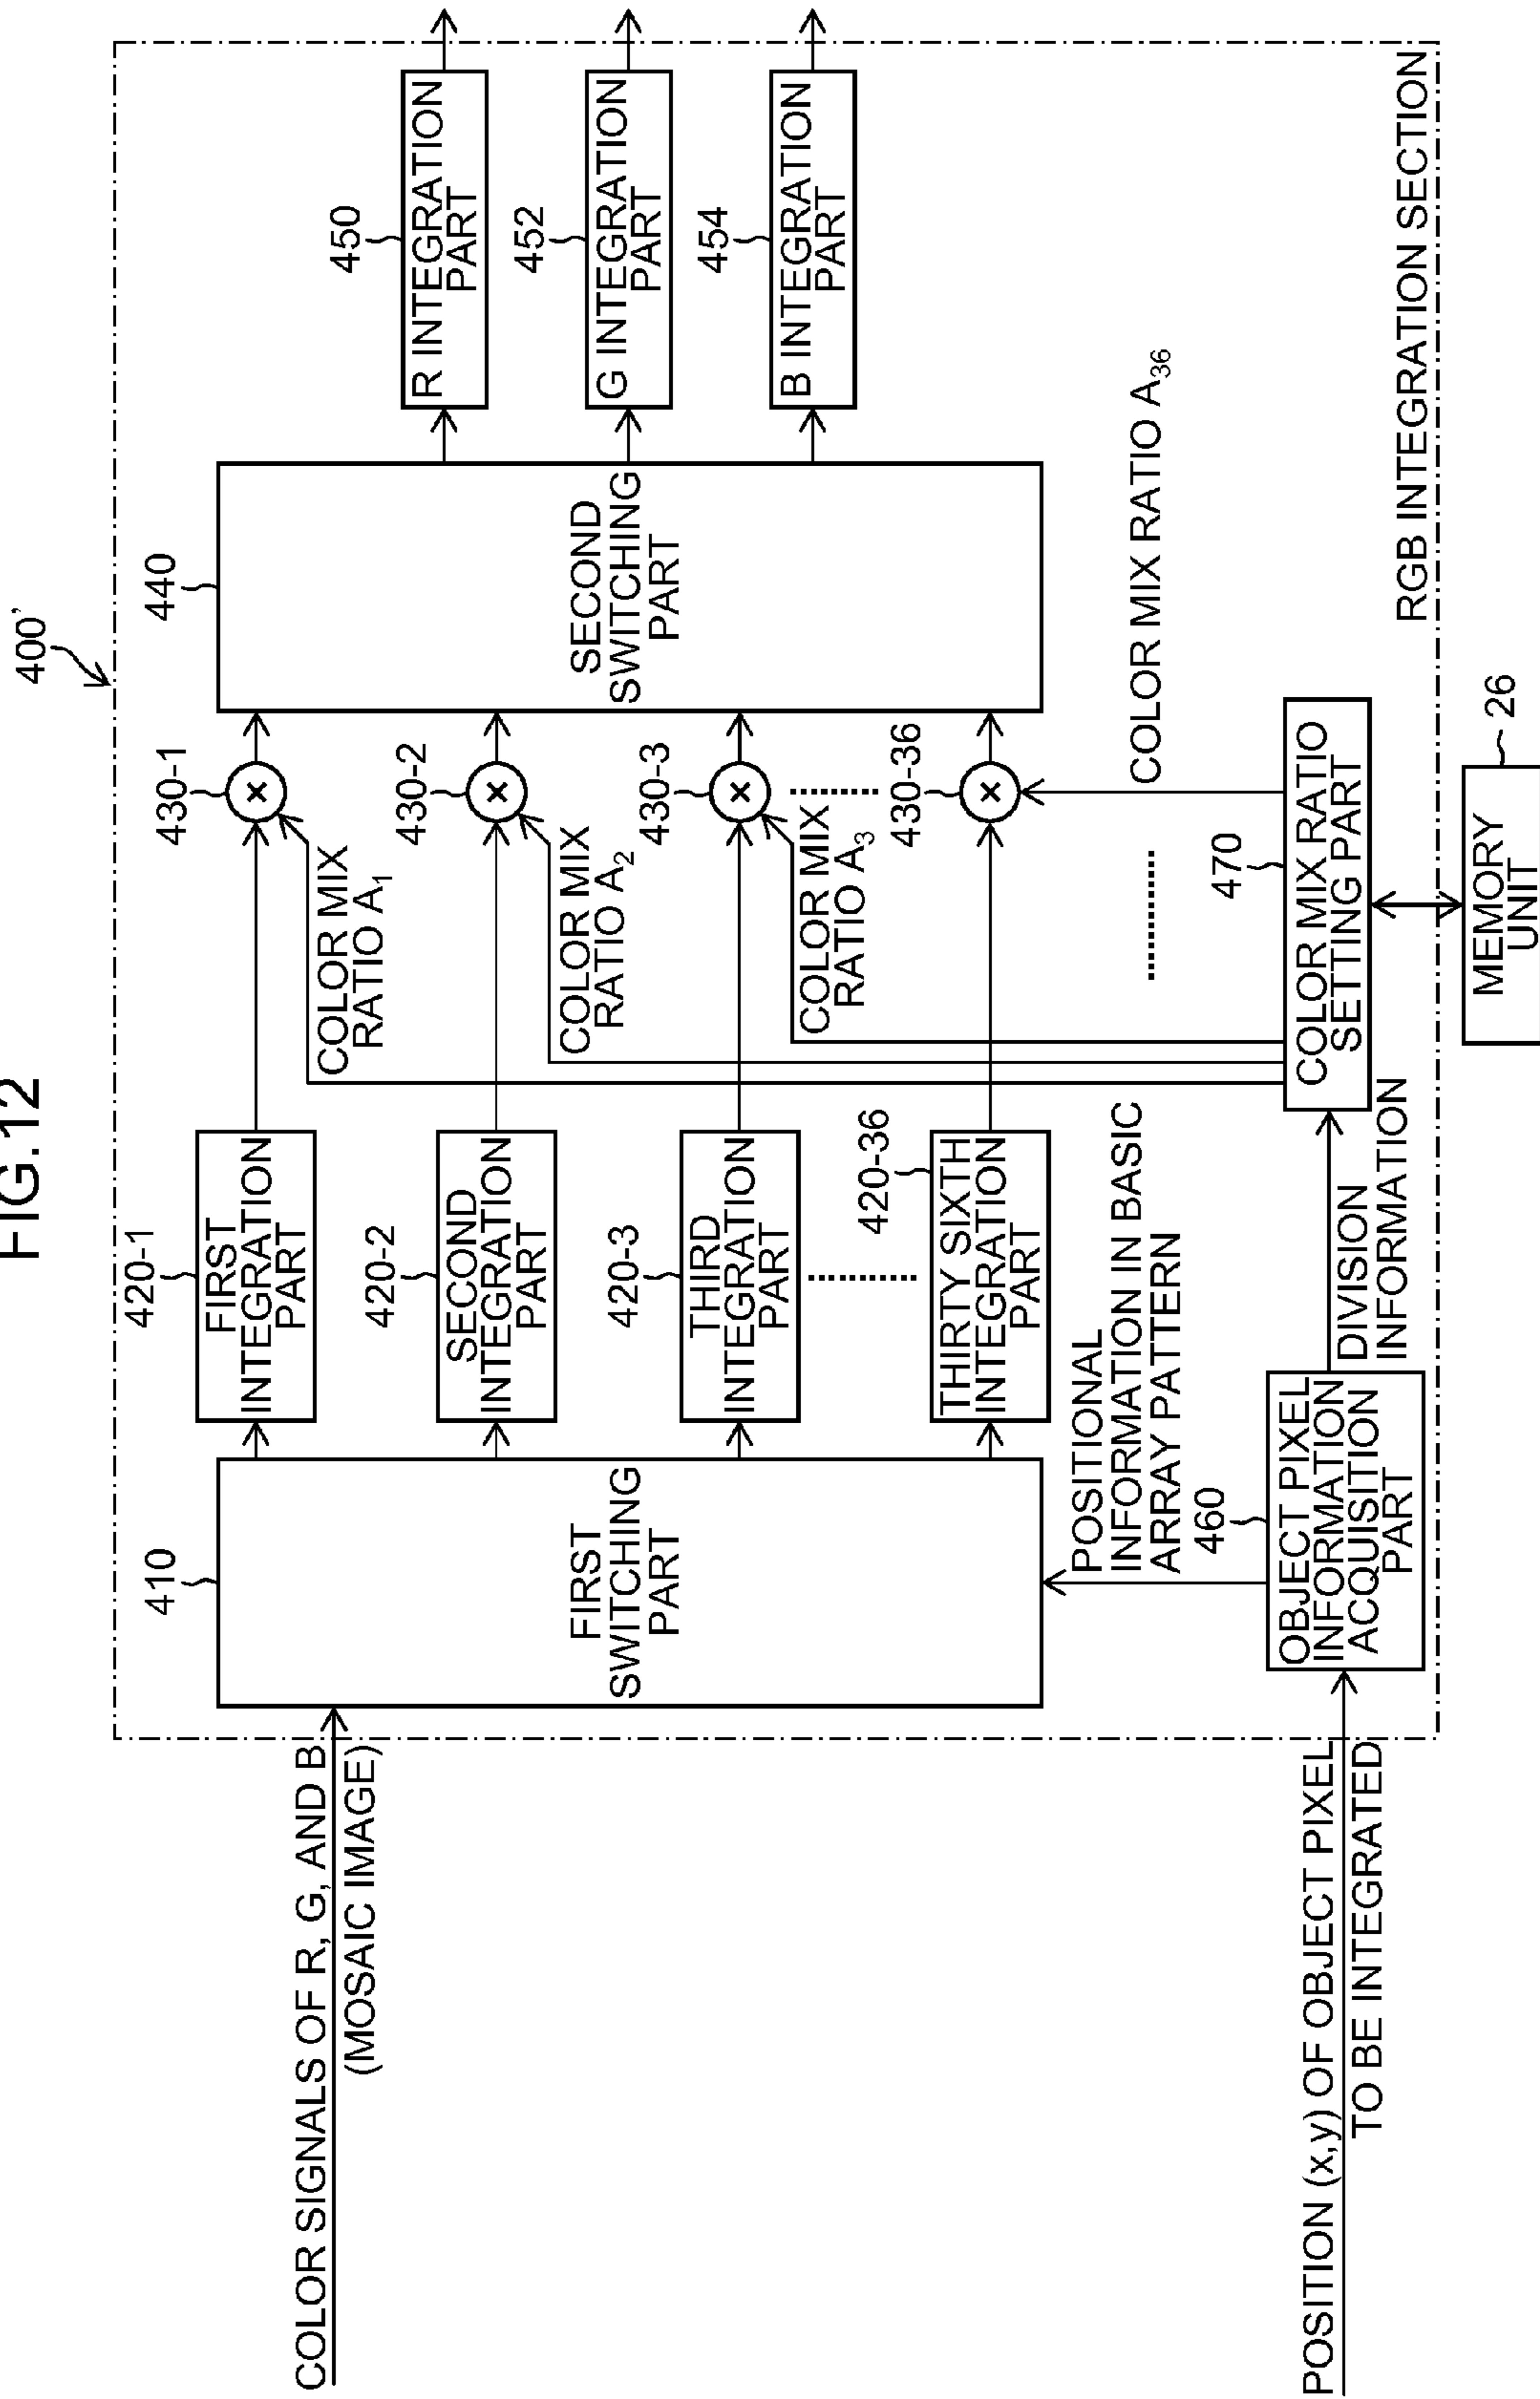 FIG.12
400'
COLOR SIGNALS OF R, G, AND B
(MOSAIC IMAGE)
POSITION (x,y) OF OBJECT PIXEL
TO BE INTEGRATED
410
FIRST
SWITCHING
PART
POSITIONAL
INFORMATION IN BASIC
ARRAY PATTERN
460
OBJECT PIXEL
INFORMATION
ACQUISITION
PART
420-1
FIRST
INTEGRATION
PART
420-2
SECOND
INTEGRATION
PART
420-3
THIRD
INTEGRATION
PART
420-36
THIRTY SIXTH
INTEGRATION
PART
DIVISION
INFORMATION
COLOR MIX
RATIO A1
COLOR MIX
RATIO A2
COLOR MIX
RATIO A3
430-1
×
430-2
×
430-3
×
430-36
×
COLOR MIX RATIO A36
470
COLOR MIX RATIO
SETTING PART
MEMORY
UNIT
26
440
SECOND
SWITCHING
PART
450
R INTEGRATION
PART
452
G INTEGRATION
PART
454
B INTEGRATION
PART
RGB INTEGRATION SECTION